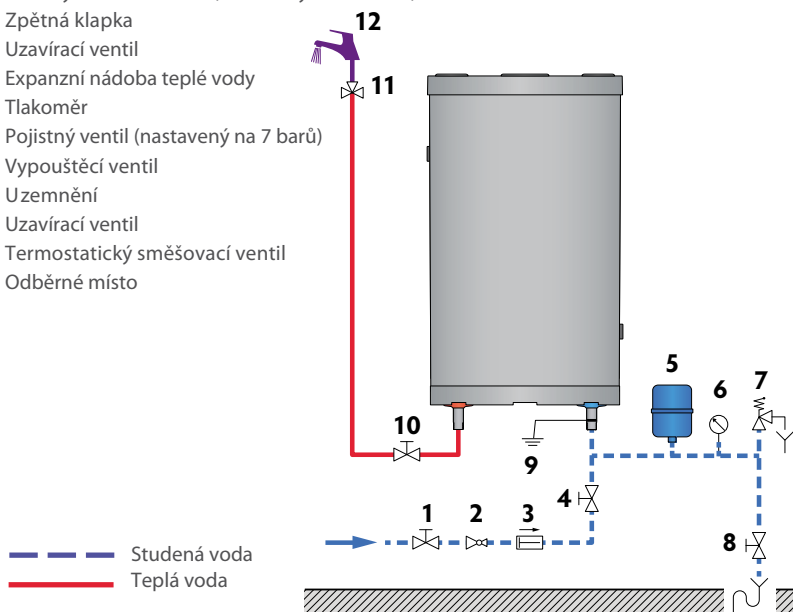 Zpětná klapka
Uzavírací ventil
Expanzní nádoba teplé vody
Tlakoměr
Pojistný ventil (nastavený na 7 barů)
Vypouštěcí ventil
Uzemnění
Uzavírací ventil
Termostatický směšovací ventil
Odběrné místo
12
11
10
9
5
6
7
4
1
2
3
8
Studená voda
Teplá voda